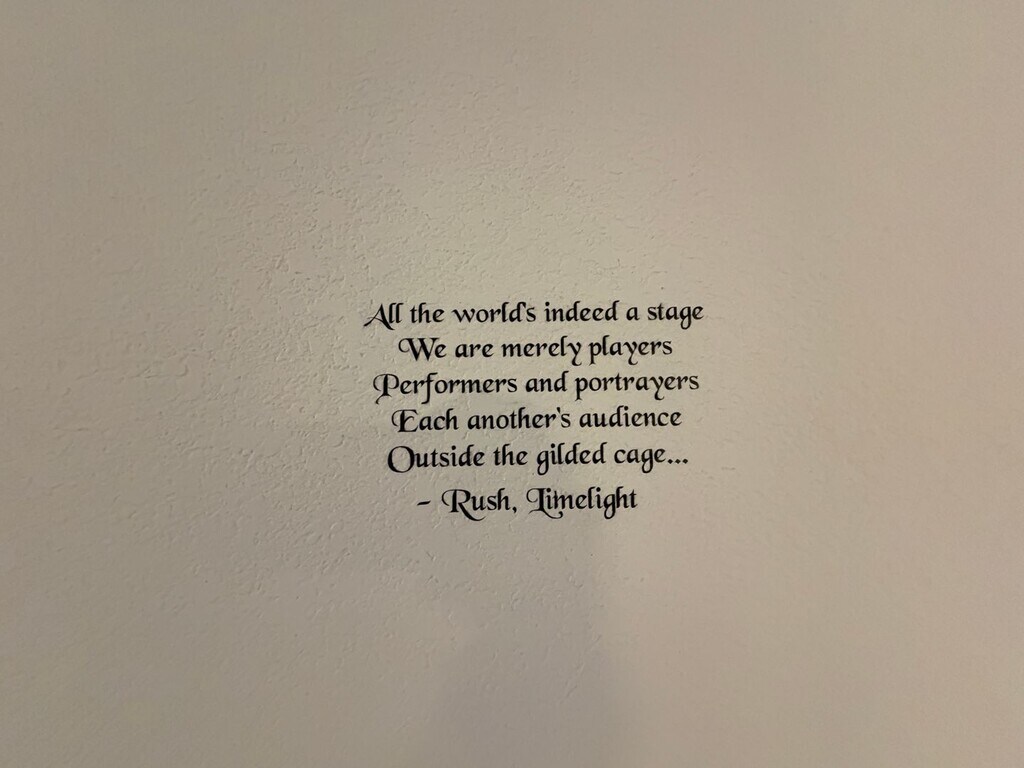 All the world's indeed a stage
We are merely players
Performers and portrayers
Each another's audience
Outside the gilded cage...
- Rush, Limelight